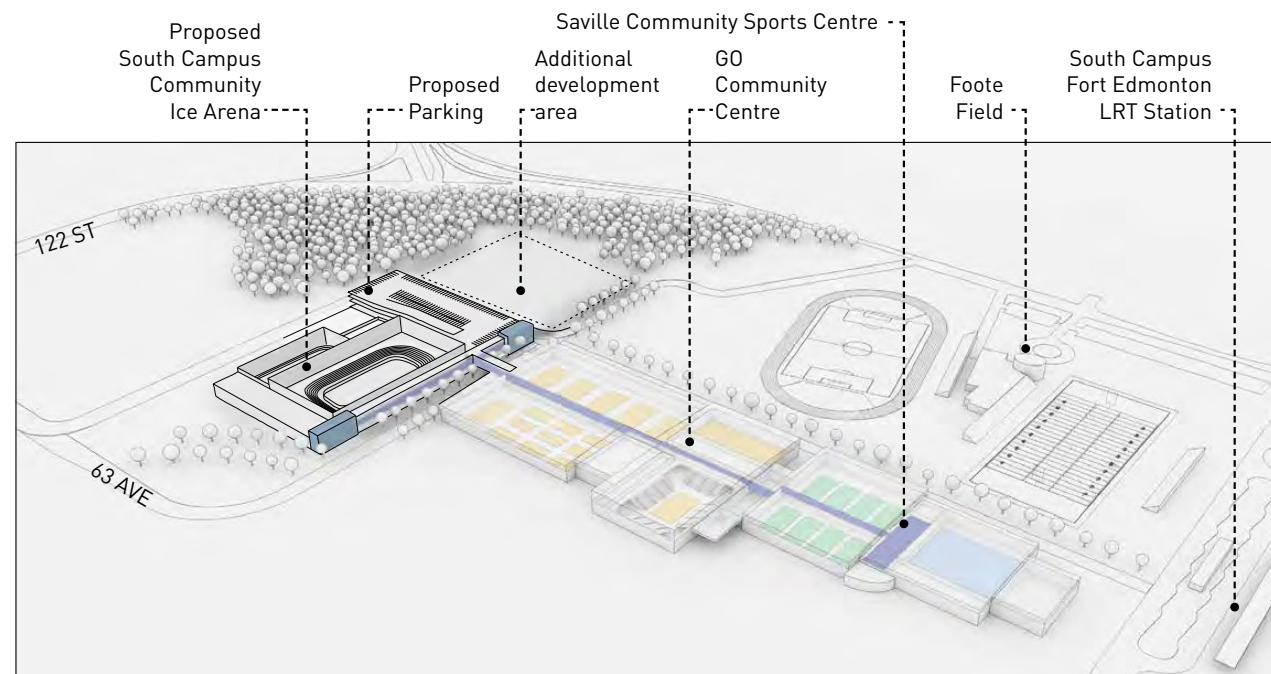 Proposed
South Campus
Community
Ice Arena
Proposed
Parking
Additional
development
area
Saville Community Sports Centre
GO
Community
Centre
Foote
Field
South Campus
Fort Edmonton
LRT Station
122 ST
63 AVE